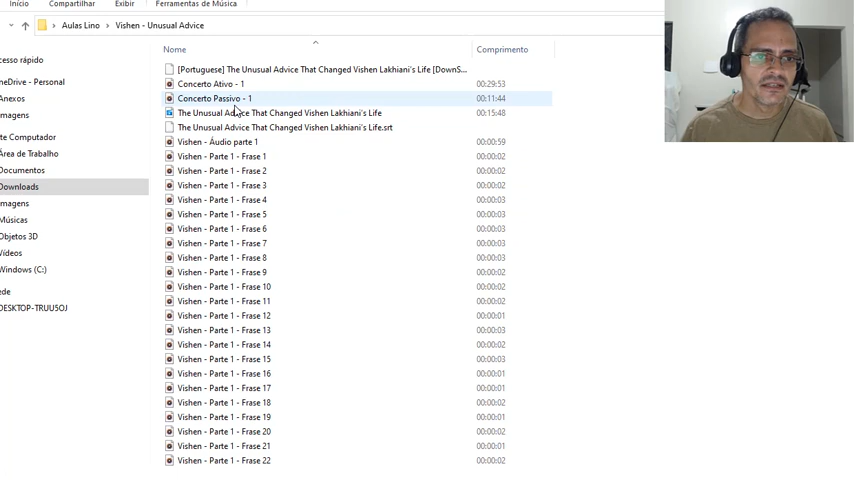 Início Compartilhar Exibir Ferramentas de Música
Aulas Lino > Vishen - Unusual Advice
Nome Comprimento
cesso rápido
neDrive - Personal
Anexos
magens
te Computador
Área de Trabalho
Documentos
Downloads
magens
Músicas
Objetos 3D
Vídeos
Windows (C:)
ede
DESKTOP-TRUU5OJ
[Portuguese] The Unusual Advice That Changed Vishen Lakhiani's Life [DownS...
Concerto Ativo - 1 00:29:53
Concerto Passivo - 1 00:11:44
The Unusual Advice That Changed Vishen Lakhiani's Life 00:15:48
The Unusual Advice That Changed Vishen Lakhiani's Life.srt
Vishen - Áudio parte 1 00:00:59
Vishen - Parte 1 - Frase 1 00:00:02
Vishen - Parte 1 - Frase 2 00:00:02
Vishen - Parte 1 - Frase 3 00:00:02
Vishen - Parte 1 - Frase 4 00:00:03
Vishen - Parte 1 - Frase 5 00:00:03
Vishen - Parte 1 - Frase 6 00:00:03
Vishen - Parte 1 - Frase 7 00:00:03
Vishen - Parte 1 - Frase 8 00:00:03
Vishen - Parte 1 - Frase 9 00:00:02
Vishen - Parte 1 - Frase 10 00:00:02
Vishen - Parte 1 - Frase 11 00:00:02
Vishen - Parte 1 - Frase 12 00:00:01
Vishen - Parte 1 - Frase 13 00:00:03
Vishen - Parte 1 - Frase 14 00:00:02
Vishen - Parte 1 - Frase 15 00:00:03
Vishen - Parte 1 - Frase 16 00:00:01
Vishen - Parte 1 - Frase 17 00:00:01
Vishen - Parte 1 - Frase 18 00:00:02
Vishen - Parte 1 - Frase 19 00:00:01
Vishen - Parte 1 - Frase 20 00:00:02
Vishen - Parte 1 - Frase 21 00:00:01
Vishen - Parte 1 - Frase 22 00:00:02